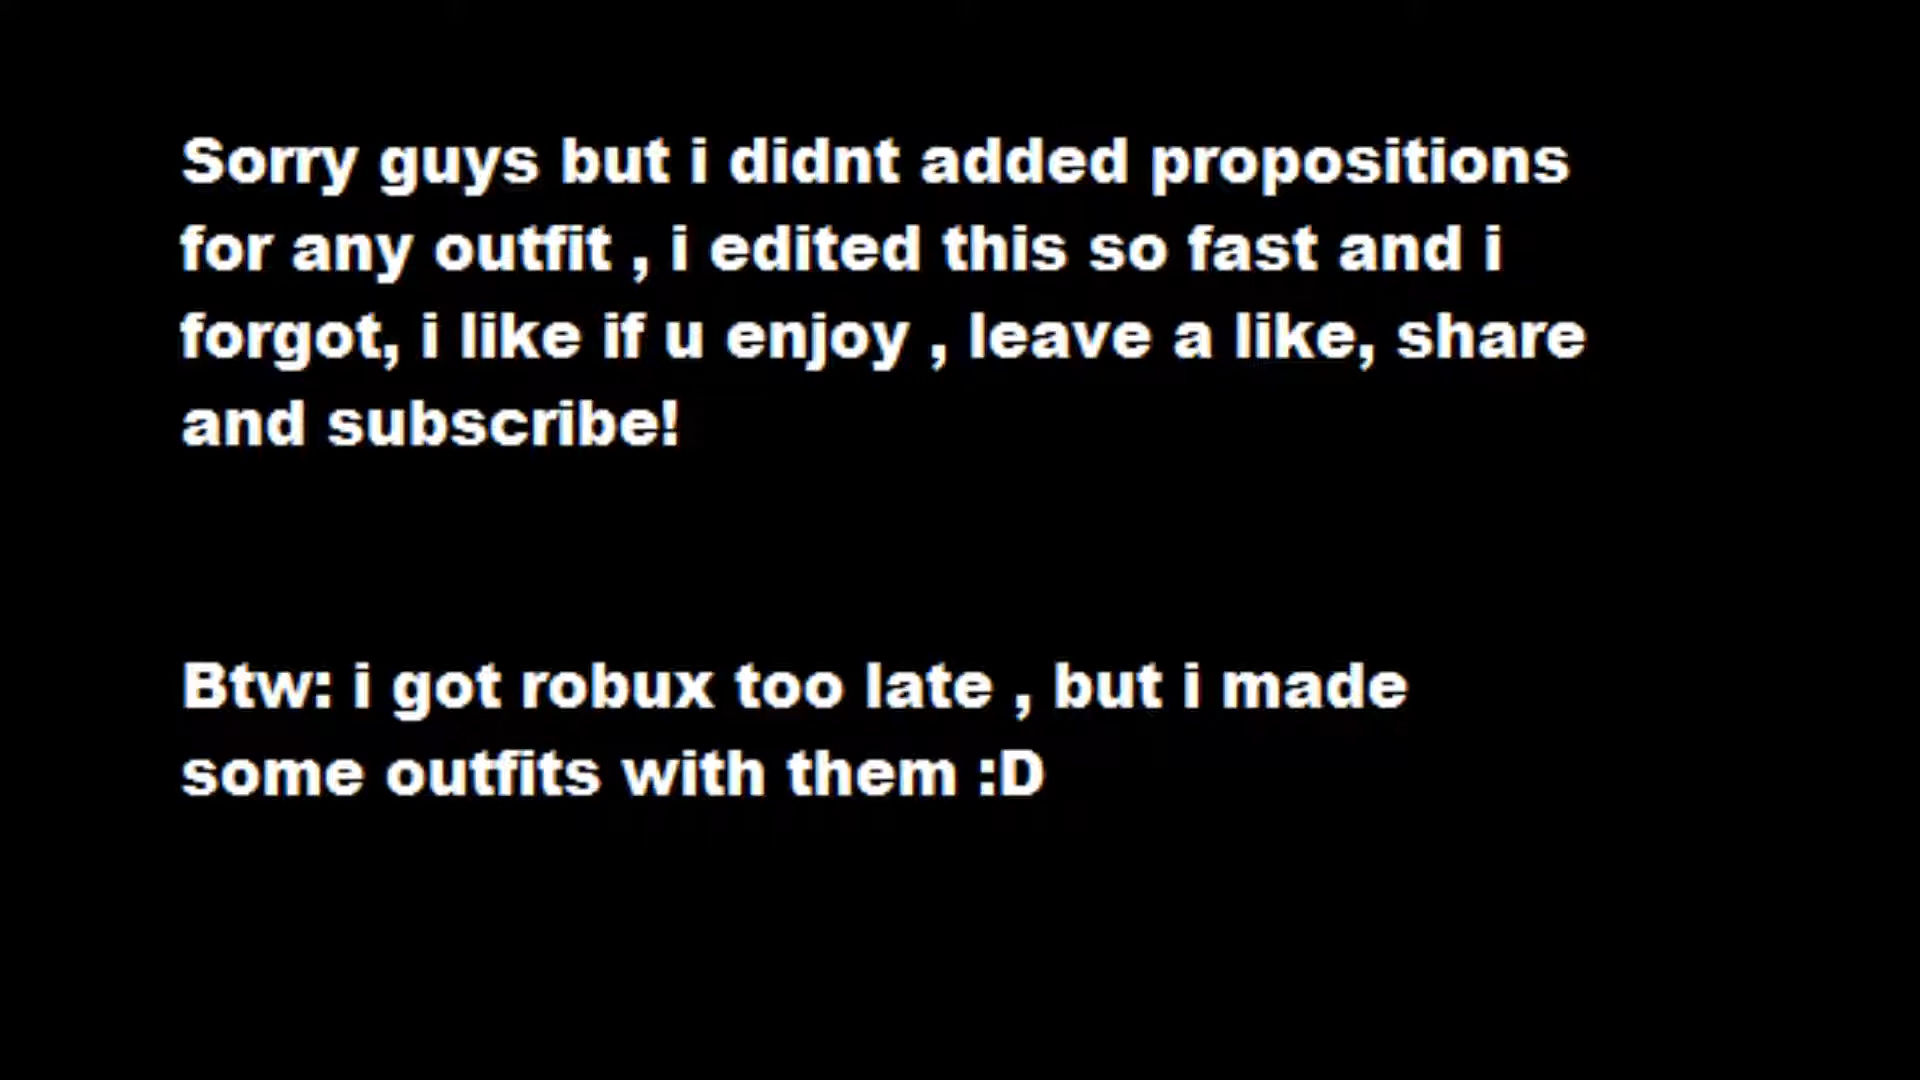 Sorry guys but i didnt added propositions
for any outfit , i edited this so fast and i
forgot, i like if u enjoy , leave a like, share
and subscribe!
Btw: i got robux too late , but i made
some outfits with them :D